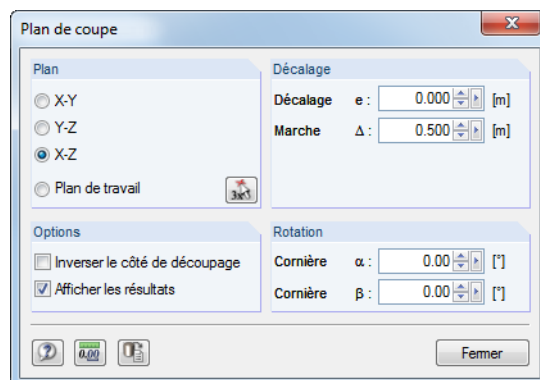 Plan de coupe
Plan
X-Y
Y-Z
X-Z
Plan de travail
3x
Décalage
Décalage e : 0.000 [m]
Marche Δ : 0.500 [m]
Options
Inverser le côté de découpage
Afficher les résultats
Rotation
Cornière α : 0.00 [°]
Cornière β : 0.00 [°]
0,00
Fermer